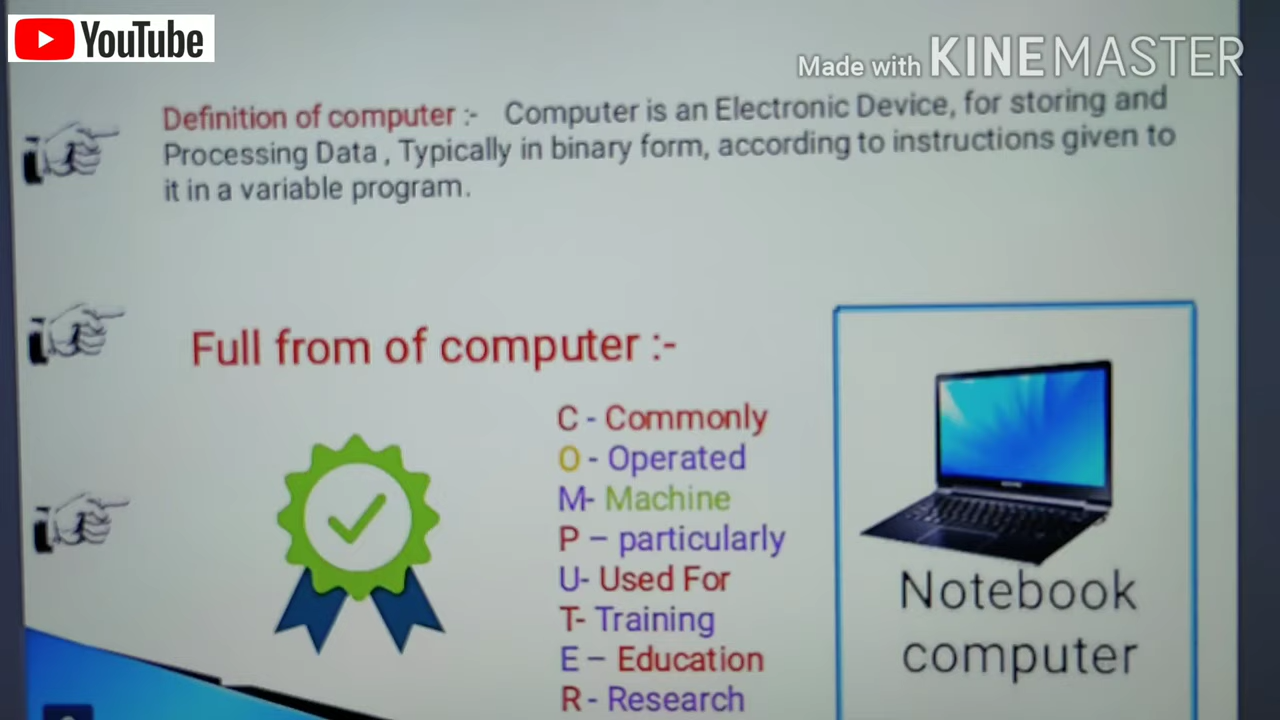 YouTube
Made with KINEMASTER
Definition of computer :- Computer is an Electronic Device, for storing and
Processing Data , Typically in binary form, according to instructions given to
it in a variable program.
Full from of computer :-
C - Commonly
O - Operated
M- Machine
P – particularly
U- Used For
T- Training
E – Education
R - Research
Notebook
computer